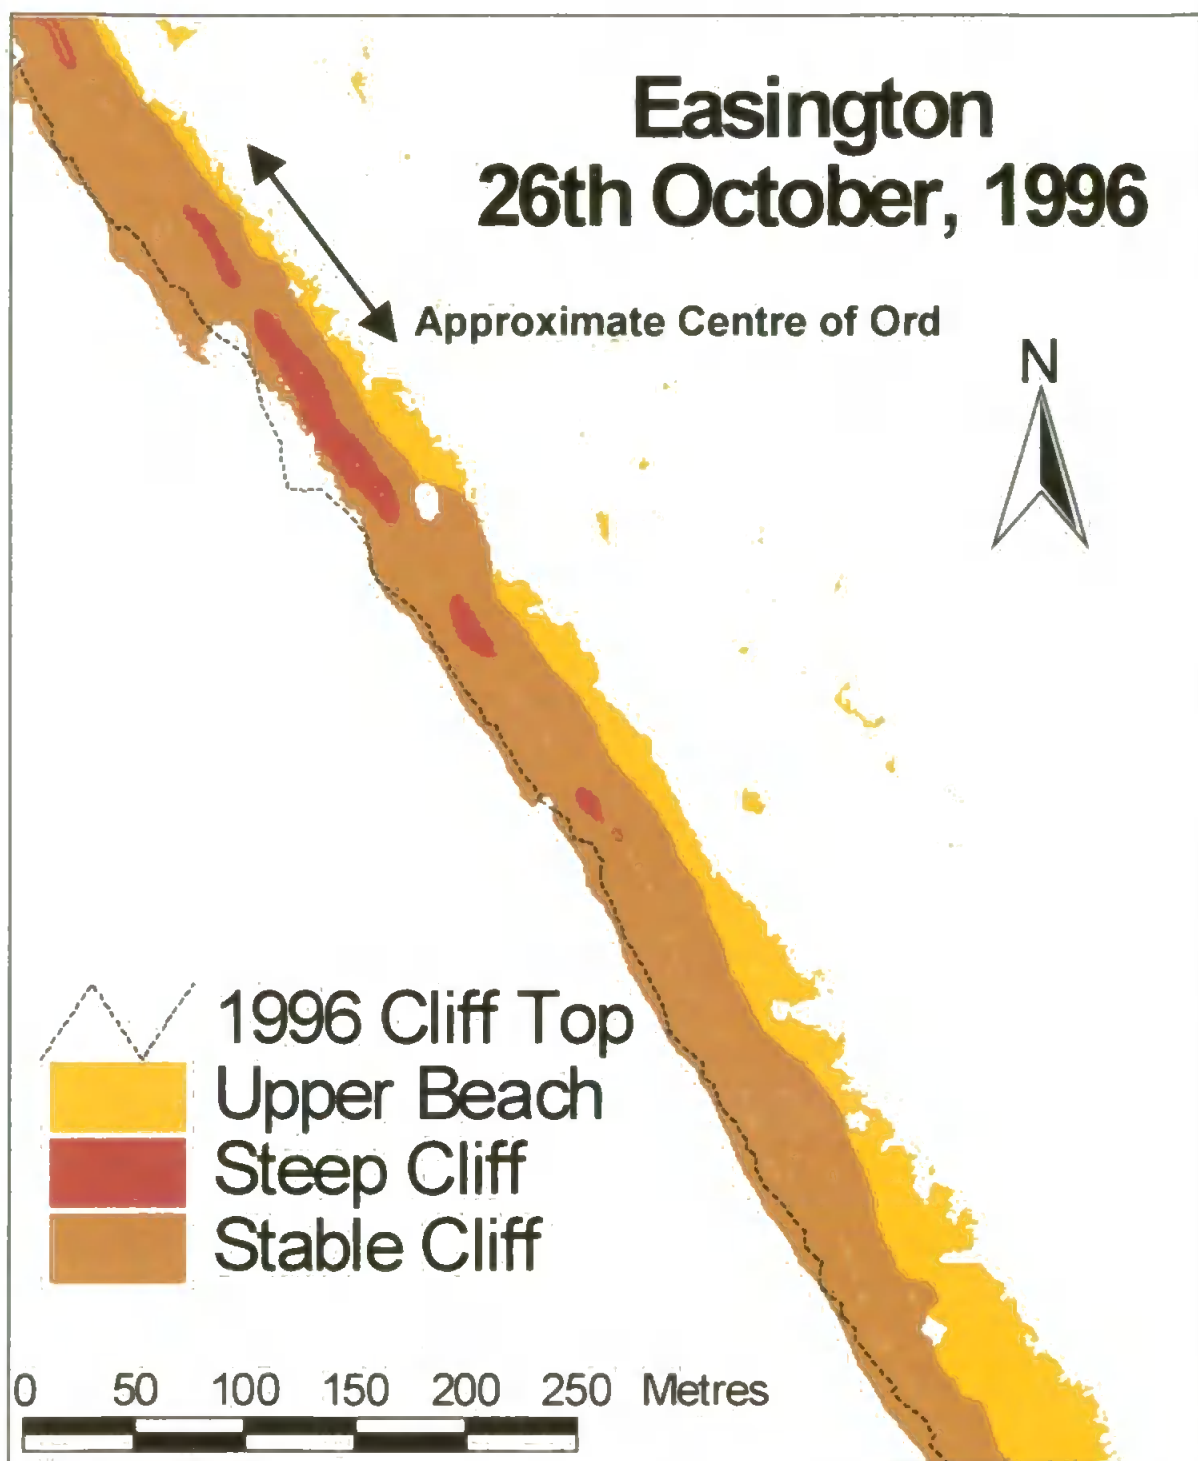 Easington
26th October, 1996
Approximate Centre of Ord
N
1996 Cliff Top
Upper Beach
Steep Cliff
Stable Cliff
0 50 100 150 200 250 Metres